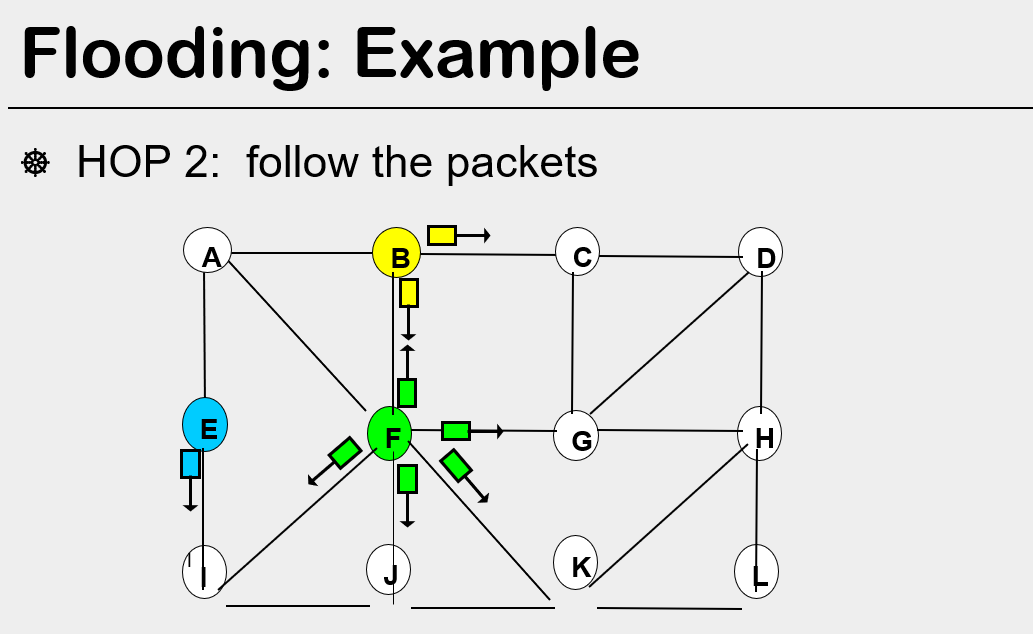 Flooding: Example
HOP 2: follow the packets
A B C D
E F G H
I J K L